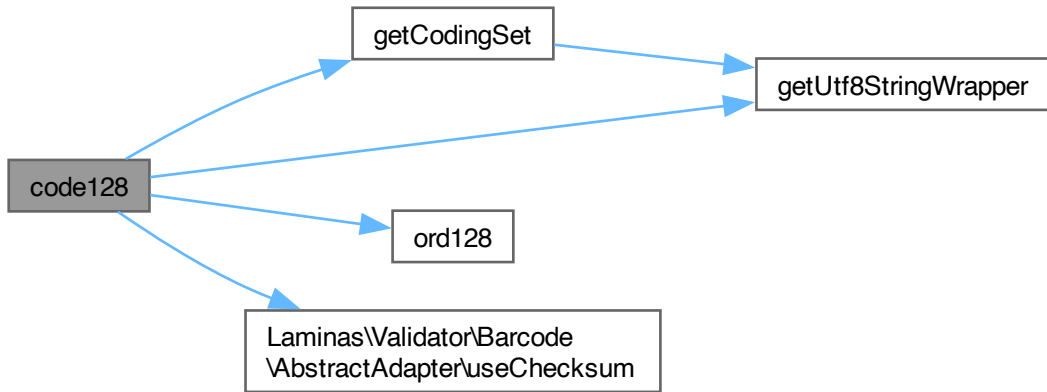 getCodingSet
getUtf8StringWrapper
code128
ord128
Laminas\Validator\Barcode
\AbstractAdapter\useChecksum